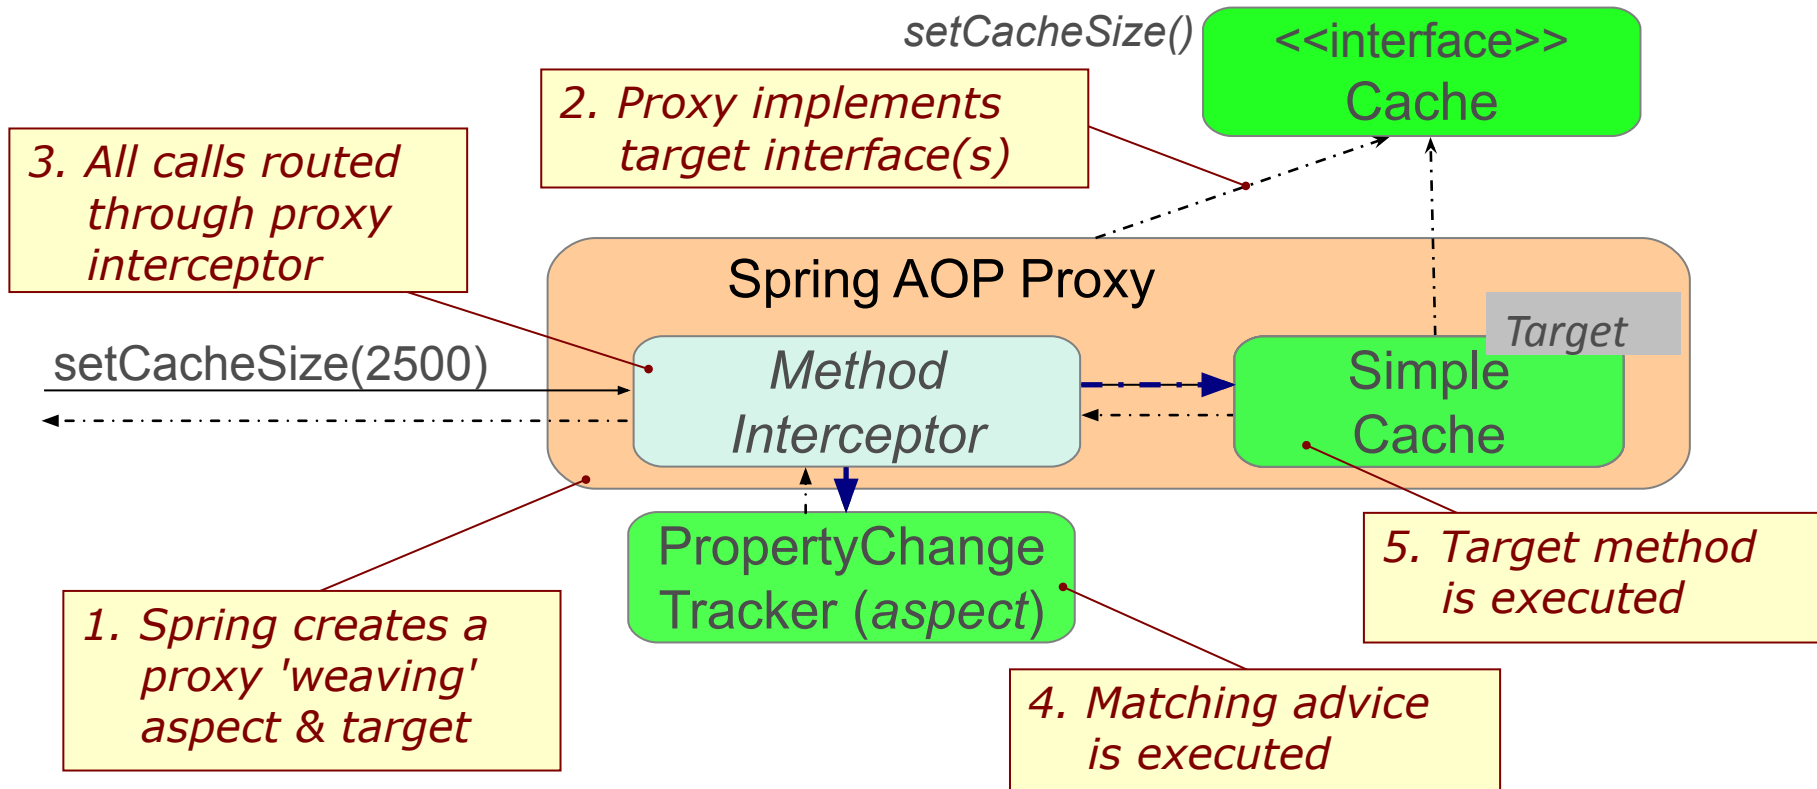 setCacheSize()
<<interface>>
Cache
2. Proxy implements
target interface(s)
3. All calls routed
through proxy
interceptor
Spring AOP Proxy
Target
setCacheSize(2500)
Method
Interceptor
Simple
Cache
PropertyChange
Tracker (aspect)
5. Target method
is executed
1. Spring creates a
proxy 'weaving'
aspect & target
4. Matching advice
is executed